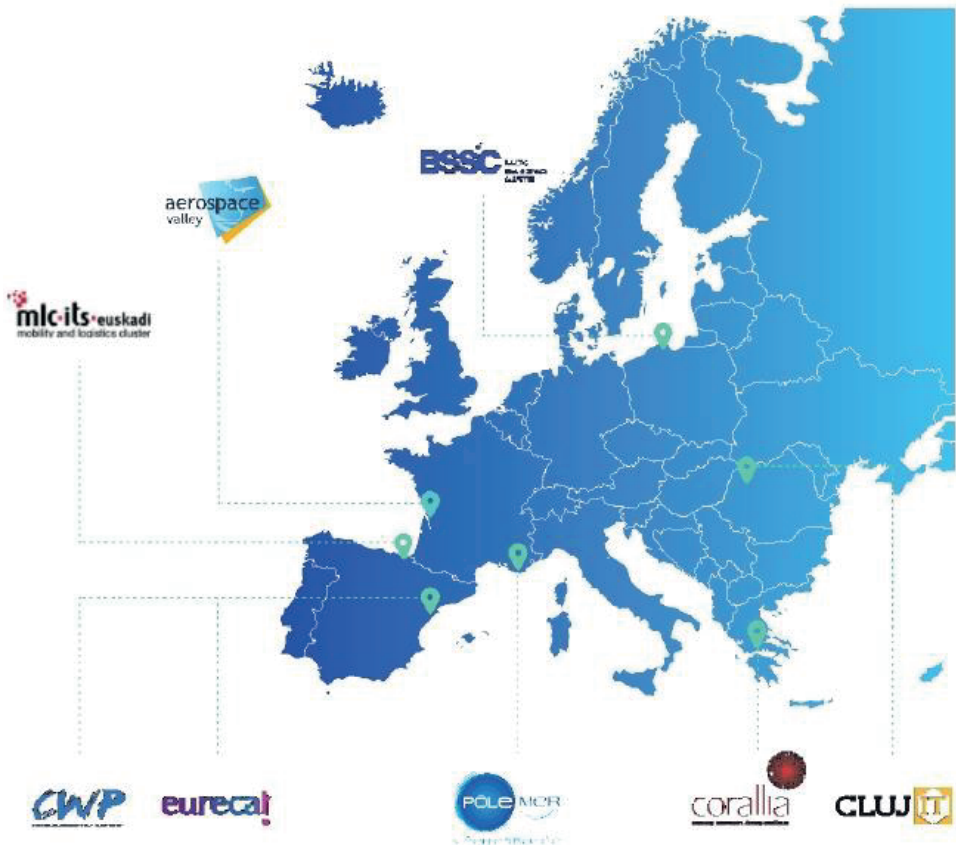 BSSC
aerospace
valley
mlc·its·euskadi
mobility and logistics cluster
CWP
eurecat
PÔLE MER
corallia
CLUJ IT